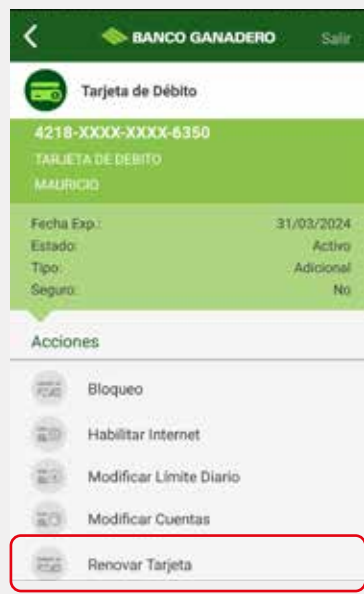 BANCO GANADERO Salir
Tarjeta de Débito
4218-XXXX-XXXX-6350
TARJETA DE DEBITO
MAURICIO
Fecha Exp.: 31/03/2024
Estado: Activo
Tipo: Adicional
Seguro: No
Acciones
Bloqueo
Habilitar Internet
Modificar Límite Diario
Modificar Cuentas
Renovar Tarjeta